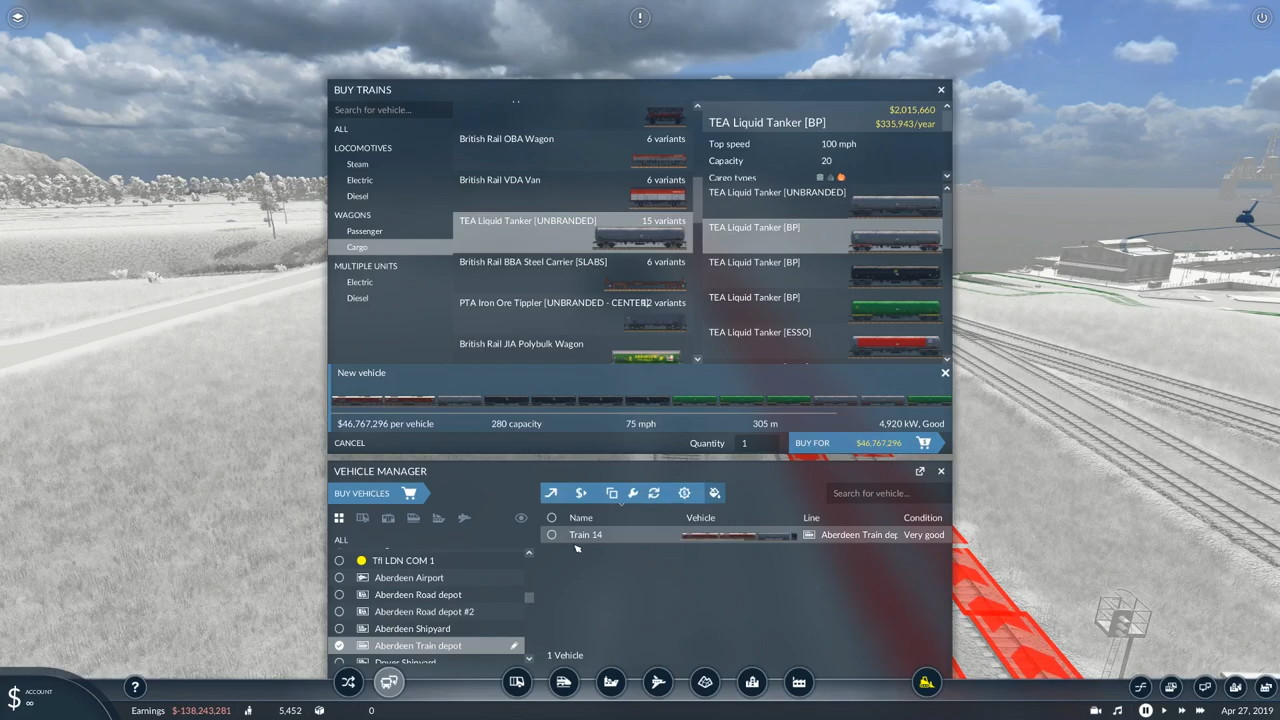 BUY TRAINS
Search for vehicle...
ALL
LOCOMOTIVES
Steam
Electric
Diesel
WAGONS
Passenger
Cargo
MULTIPLE UNITS
Electric
Diesel
British Rail OBA Wagon 6 variants
British Rail VDA Van 6 variants
TEA Liquid Tanker [UNBRANDED] 15 variants
British Rail BBA Steel Carrier [SLABS] 6 variants
PTA Iron Ore Tippler [UNBRANDED - CENTER] 12 variants
British Rail JIA Polybulk Wagon
$2,015,660
TEA Liquid Tanker [BP] $335,943/year
Top speed 100 mph
Capacity 20
Cargo types
TEA Liquid Tanker [UNBRANDED]
TEA Liquid Tanker [BP]
TEA Liquid Tanker [BP]
TEA Liquid Tanker [BP]
TEA Liquid Tanker [ESSO]
New vehicle
$46,767,296 per vehicle 280 capacity 75 mph 305 m 4,920 kW, Good
CANCEL Quantity 1 BUY FOR $46,767,296
VEHICLE MANAGER
BUY VEHICLES
Search for vehicle...
ALL
Tfl LDN COM 1
Aberdeen Airport
Aberdeen Road depot
Aberdeen Road depot #2
Aberdeen Shipyard
Aberdeen Train depot
Dover Shipyard
Name Vehicle Line Condition
Train 14 Aberdeen Train dep Very good
1 Vehicle
$ ACCOUNT ∞
?
Earnings $-138,243,281 5,452 0 Apr 27, 2019